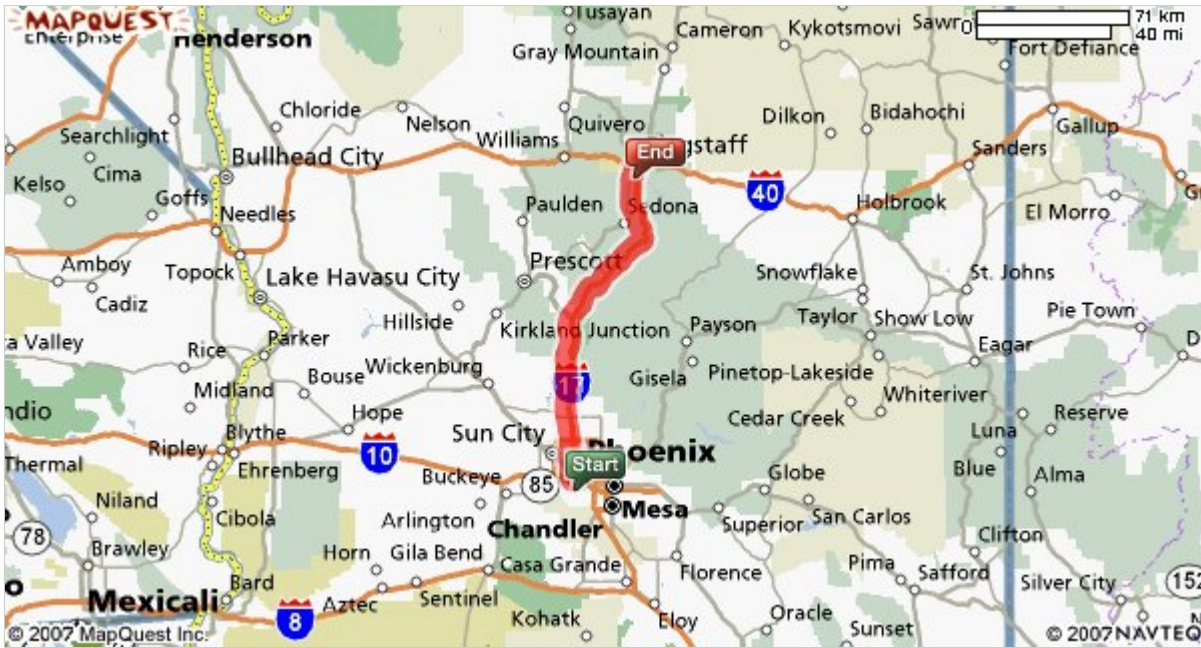 MAPQUEST
Enterprise
Henderson
Tusayan
Cameron
Kykotsmovi
71 km
0
40 mi
Gray Mountain
Fort Defiance
Chloride
Nelson
Williams
Quivero
Dilkon
Bidahochi
Gallup
Searchlight
Cima
Bullhead City
End
gstaff
Sanders
Kelso
Goffs
Needles
40
Holbrook
El Morro
Paulden
Sedona
Amboy
Topock
Lake Havasu City
Prescott
Snowflake
St. Johns
Cadiz
Hillside
Kirkland Junction
Payson
Taylor
Show Low
Pie Town
Valley
Rice
Parker
Wickenburg
17
Gisela
Pinetop-Lakeside
Eagar
Midland
Bouse
Whiteriver
Hope
Cedar Creek
Reserve
ndio
Ripley
Blythe
10
Sun City
Phoenix
Luna
Thermal
Ehrenberg
Buckeye
85
Start
Globe
Blue
Alma
Niland
Cibola
Arlington
Chandler
Mesa
Superior
San Carlos
78
Clifton
Brawley
Horn
Gila Bend
Casa Grande
Florence
Pima
Safford
Silver City
152
Bard
Mexicali
8
Aztec
Sentinel
Kohatk
Eloy
Oracle
Sunset
© 2007 MapQuest Inc.
© 2007 NAVTEQ